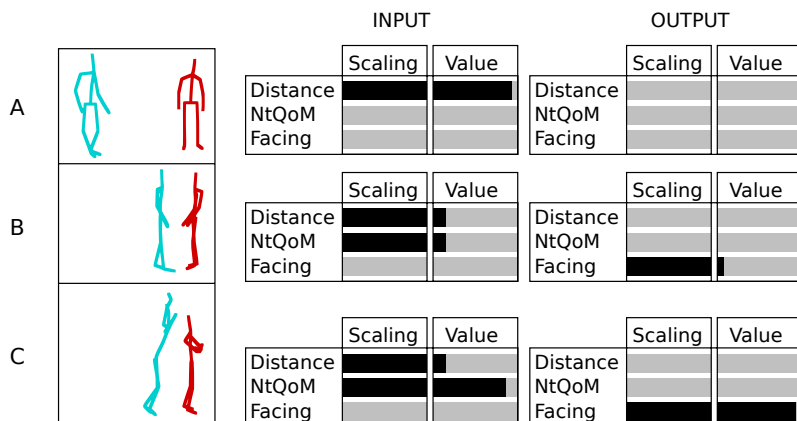 INPUT OUTPUT
Scaling Value Scaling Value
A Distance Distance
NtQoM NtQoM
Facing Facing
Scaling Value Scaling Value
B Distance Distance
NtQoM NtQoM
Facing Facing
Scaling Value Scaling Value
C Distance Distance
NtQoM NtQoM
Facing Facing